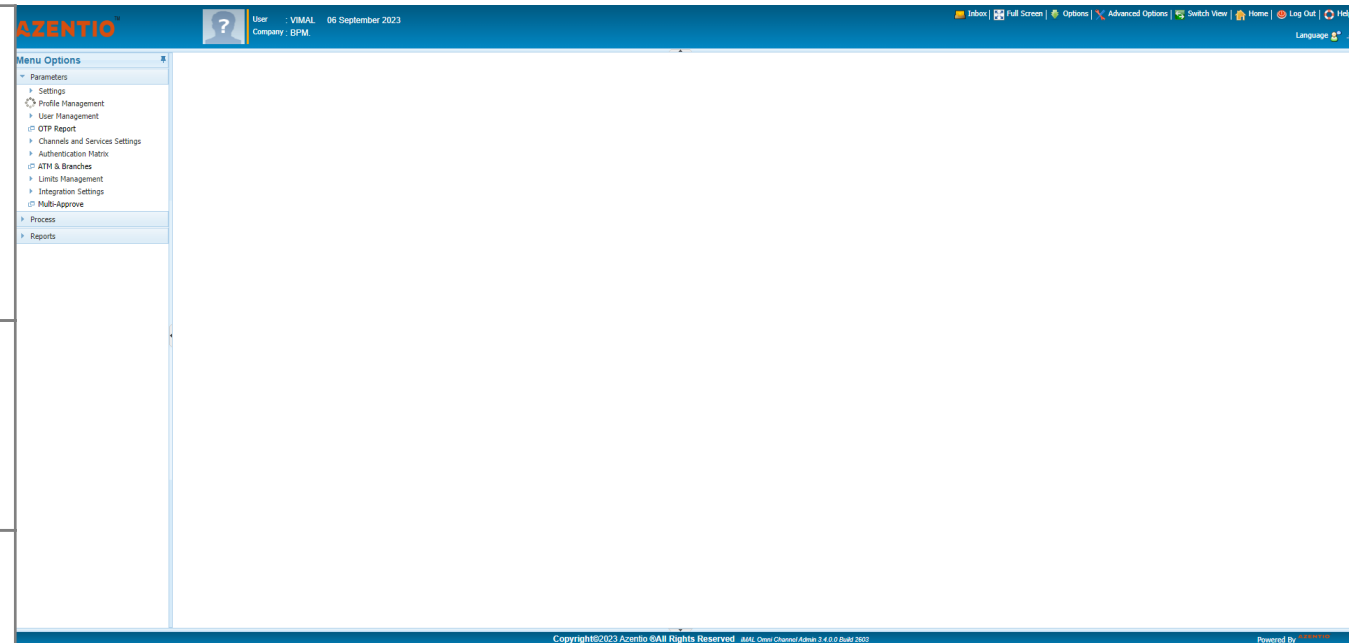 AZENTIO
User : VIMAL 06 September 2023
Company : BPM.
Inbox | Full Screen | Options | Advanced Options | Switch View | Home | Log Out | Hel
Language
Menu Options
Parameters
Settings
Profile Management
User Management
OTP Report
Channels and Services Settings
Authentication Matrix
ATM & Branches
Limits Management
Integration Settings
Multi-Approve
Process
Reports
Copyright©2023 Azentio ®All Rights Reserved iMAL Omni Channel Admin 3.4.0.0 Build 2603
Powered By AZENTIO